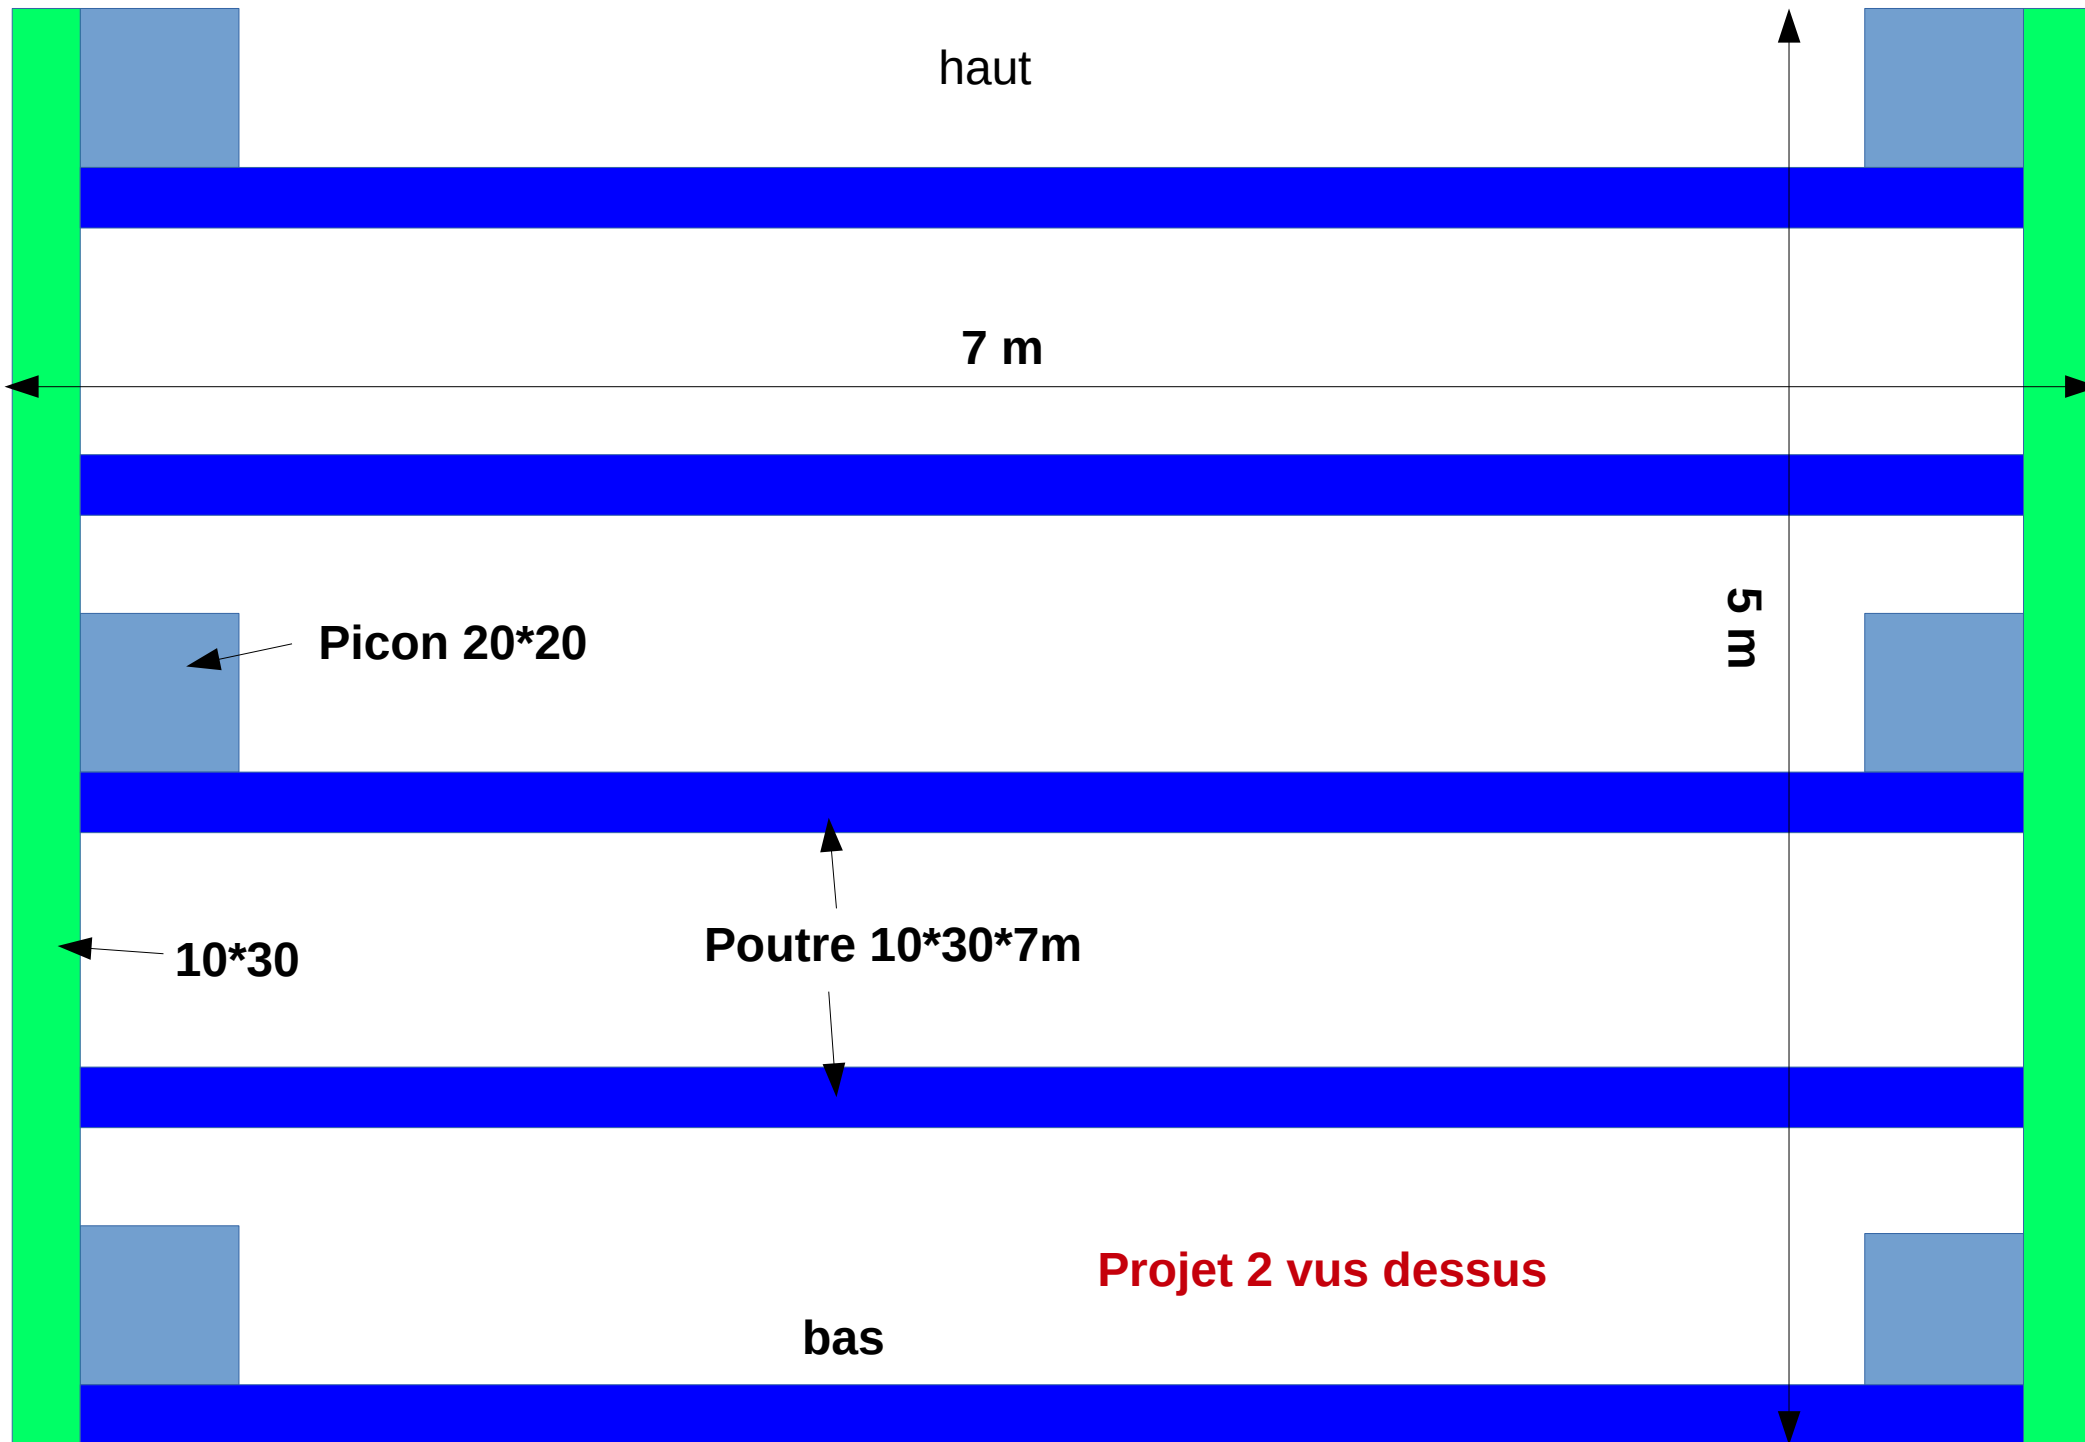 haut
7 m
5 m
Picon 20*20
10*30
Poutre 10*30*7m
Projet 2 vus dessus
bas